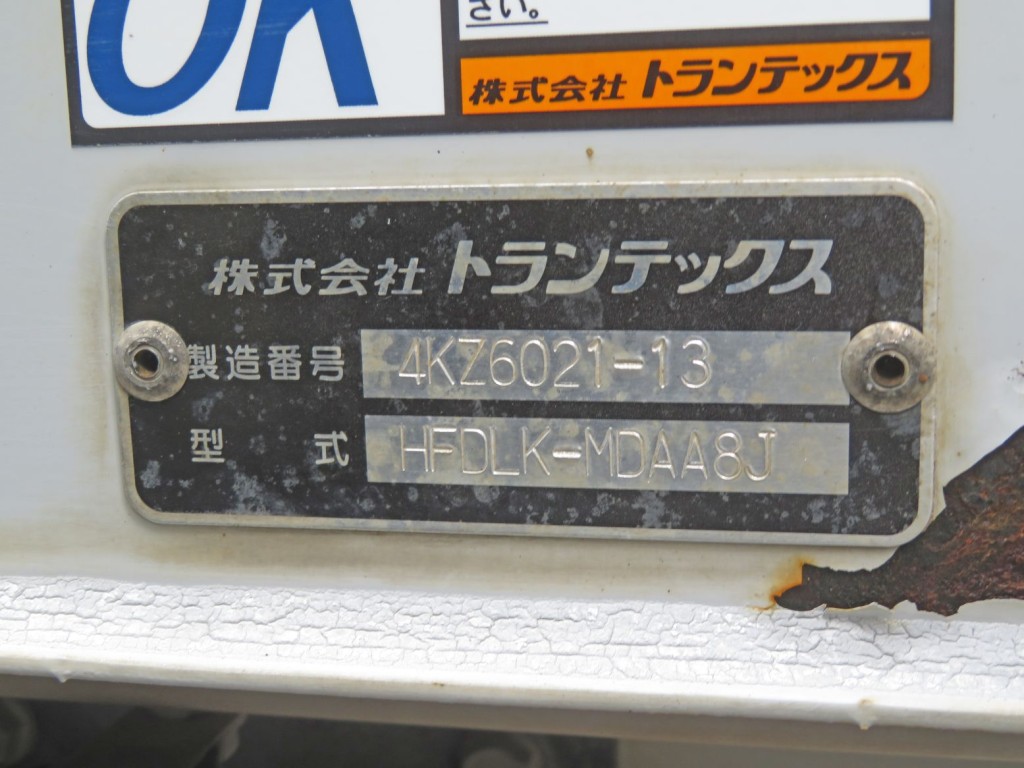 OK
さい。
株式会社 トランテックス
株式会社 トランテックス
製造番号 4KZ6021-13
型式 HFDLK-MDAA8J